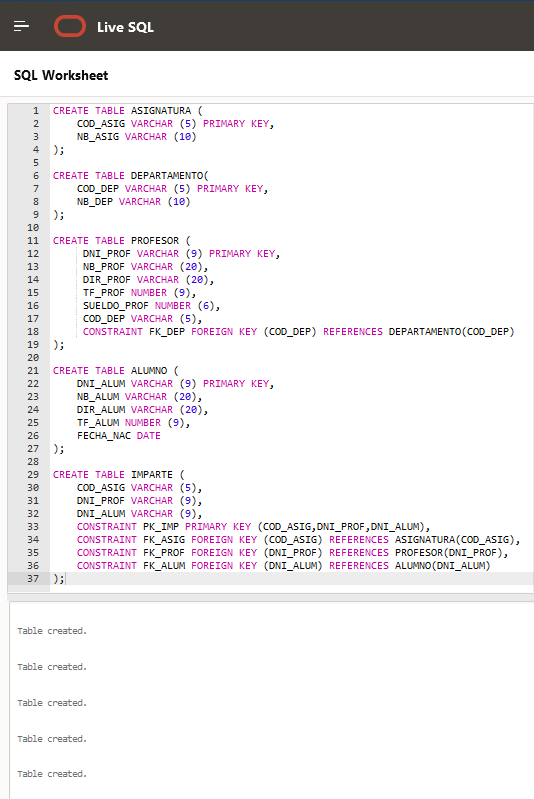 Live SQL
SQL Worksheet
1 CREATE TABLE ASIGNATURA (
2 COD_ASIG VARCHAR (5) PRIMARY KEY,
3 NB_ASIG VARCHAR (10)
4 );
5
6 CREATE TABLE DEPARTAMENTO(
7 COD_DEP VARCHAR (5) PRIMARY KEY,
8 NB_DEP VARCHAR (10)
9 );
10
11 CREATE TABLE PROFESOR (
12 DNI_PROF VARCHAR (9) PRIMARY KEY,
13 NB_PROF VARCHAR (20),
14 DIR_PROF VARCHAR (20),
15 TF_PROF NUMBER (9),
16 SUELDO_PROF NUMBER (6),
17 COD_DEP VARCHAR (5),
18 CONSTRAINT FK_DEP FOREIGN KEY (COD_DEP) REFERENCES DEPARTAMENTO(COD_DEP)
19 );
20
21 CREATE TABLE ALUMNO (
22 DNI_ALUM VARCHAR (9) PRIMARY KEY,
23 NB_ALUM VARCHAR (20),
24 DIR_ALUM VARCHAR (20),
25 TF_ALUM NUMBER (9),
26 FECHA_NAC DATE
27 );
28
29 CREATE TABLE IMPARTE (
30 COD_ASIG VARCHAR (5),
31 DNI_PROF VARCHAR (9),
32 DNI_ALUM VARCHAR (9),
33 CONSTRAINT PK_IMP PRIMARY KEY (COD_ASIG,DNI_PROF,DNI_ALUM),
34 CONSTRAINT FK_ASIG FOREIGN KEY (COD_ASIG) REFERENCES ASIGNATURA(COD_ASIG),
35 CONSTRAINT FK_PROF FOREIGN KEY (DNI_PROF) REFERENCES PROFESOR(DNI_PROF),
36 CONSTRAINT FK_ALUM FOREIGN KEY (DNI_ALUM) REFERENCES ALUMNO(DNI_ALUM)
37 );
Table created.
Table created.
Table created.
Table created.
Table created.